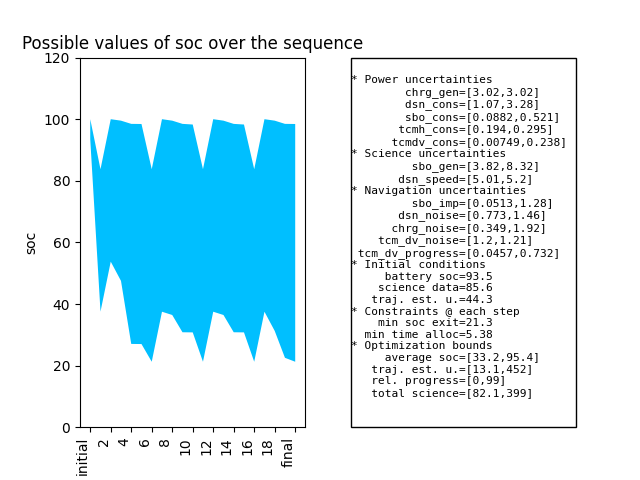 Possible values of soc over the sequence
120
100
80
60
40
20
0
soc
initial
2
4
6
8
10
12
14
16
18
final
* Power uncertainties
chrg_gen=[3.02,3.02]
dsn_cons=[1.07,3.28]
sbo_cons=[0.0882,0.521]
tcmh_cons=[0.194,0.295]
tcmdv_cons=[0.00749,0.238]
* Science uncertainties
sbo_gen=[3.82,8.32]
dsn_speed=[5.01,5.2]
* Navigation uncertainties
sbo_imp=[0.0513,1.28]
dsn_noise=[0.773,1.46]
chrg_noise=[0.349,1.92]
tcm_dv_noise=[1.2,1.21]
tcm_dv_progress=[0.0457,0.732]
* Initial conditions
battery soc=93.5
science data=85.6
traj. est. u.=44.3
* Constraints @ each step
min soc exit=21.3
min time alloc=5.38
* Optimization bounds
average soc=[33.2,95.4]
traj. est. u.=[13.1,452]
rel. progress=[0,99]
total science=[82.1,399]